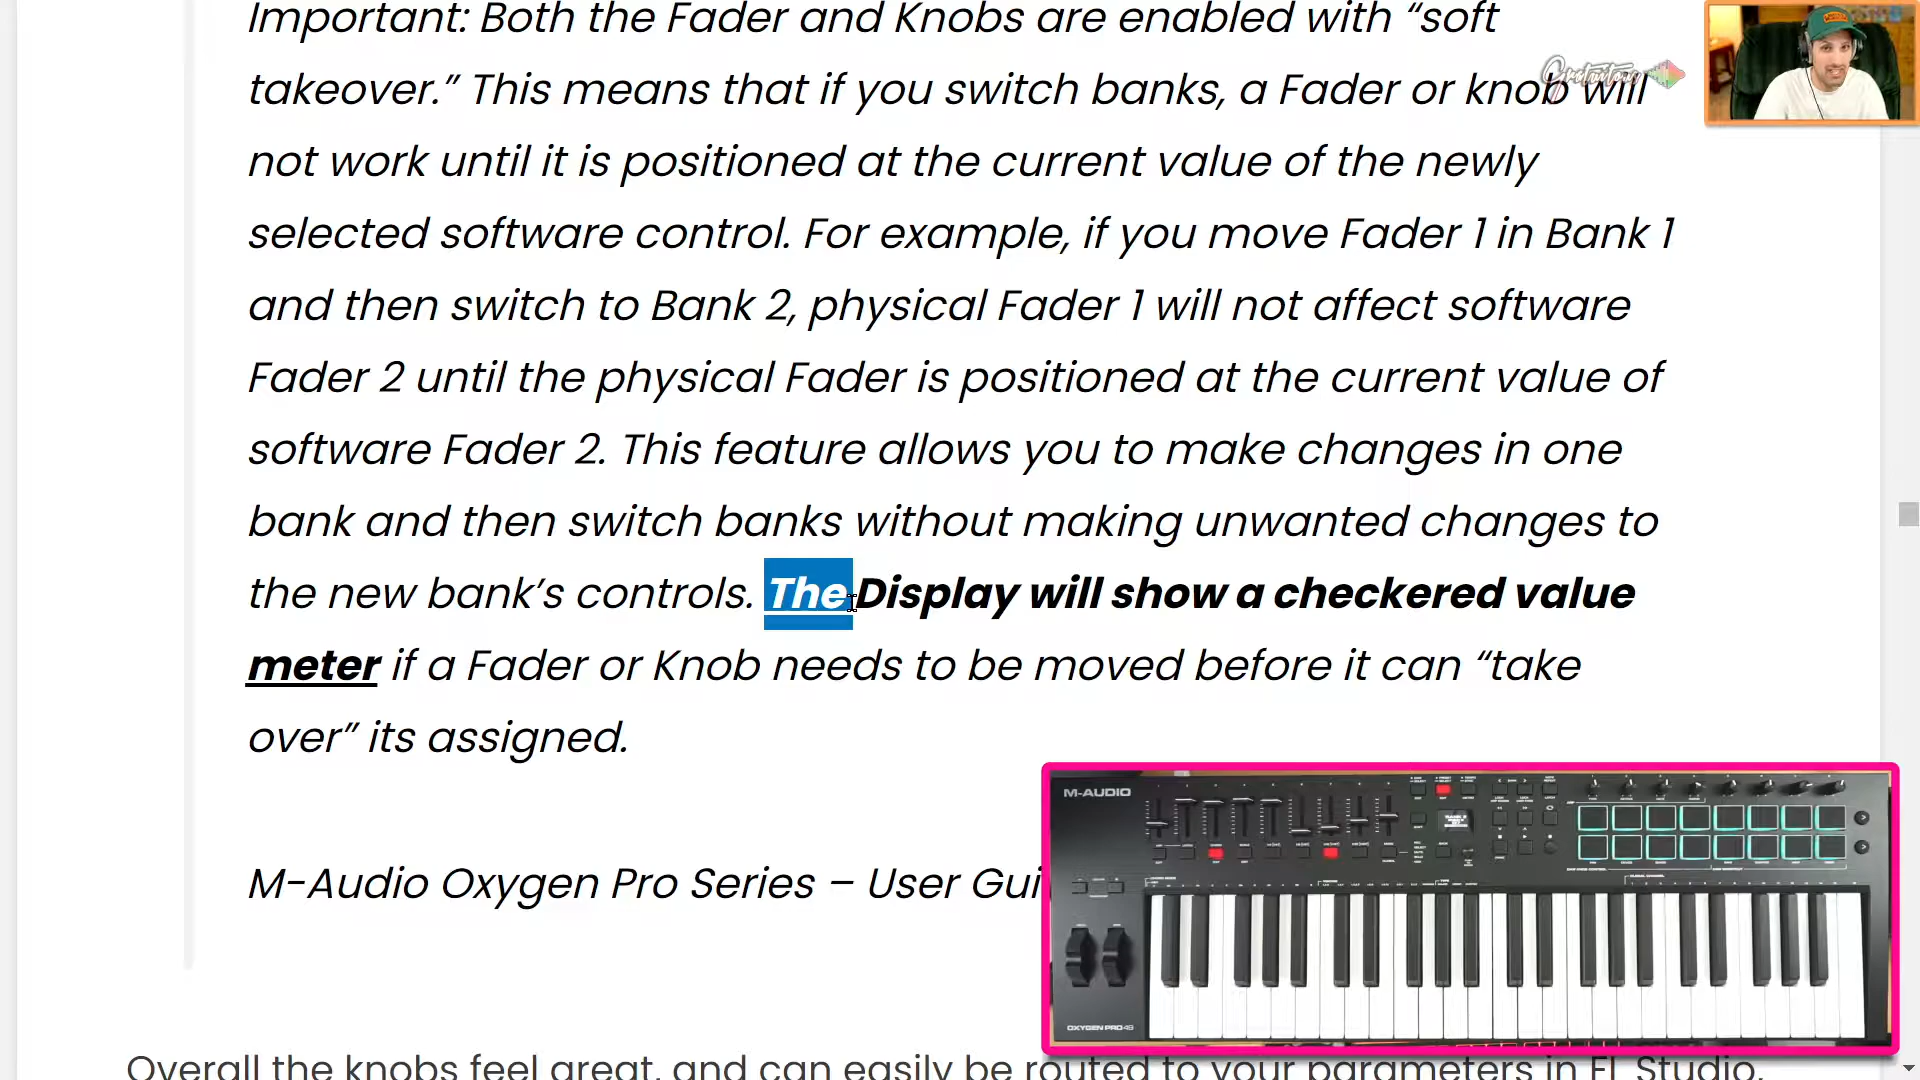 Important: Both the Fader and Knobs are enabled with “soft
takeover.” This means that if you switch banks, a Fader or knob will
not work until it is positioned at the current value of the newly
selected software control. For example, if you move Fader 1 in Bank 1
and then switch to Bank 2, physical Fader 1 will not affect software
Fader 2 until the physical Fader is positioned at the current value of
software Fader 2. This feature allows you to make changes in one
bank and then switch banks without making unwanted changes to
the new bank’s controls. The Display will show a checkered value
meter if a Fader or Knob needs to be moved before it can “take
over” its assigned.
M-Audio Oxygen Pro Series – User Gui
Overall the knobs feel great, and can easily be routed to your parameters in FL Studio.
Gratuitous
M-AUDIO
OXYGEN PRO 49